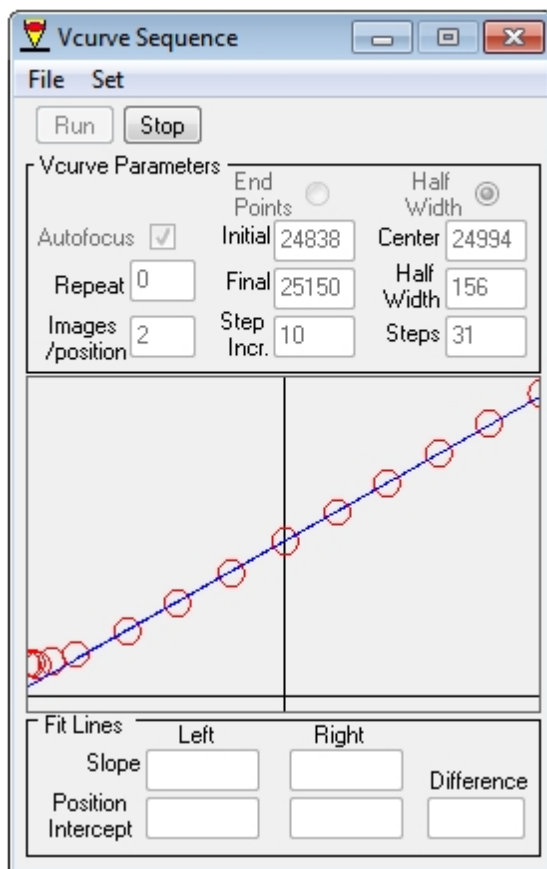 Vcurve Sequence
File Set
Run Stop
Vcurve Parameters
End Points
Half Width
Autofocus
Initial 24838
Center 24994
Repeat 0
Final 25150
Half Width 156
Images /position 2
Step Incr. 10
Steps 31
Fit Lines
Left Right
Slope
Difference
Position Intercept